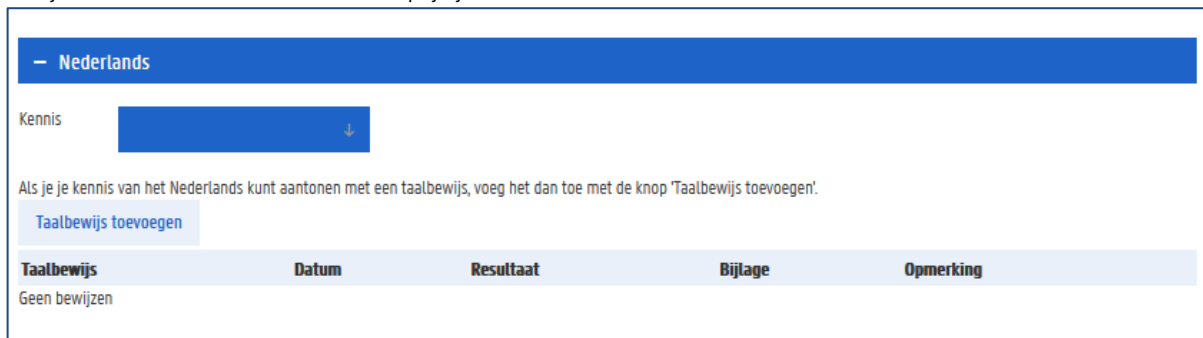 – Nederlands
Kennis
Als je je kennis van het Nederlands kunt aantonen met een taalbewijs, voeg het dan toe met de knop 'Taalbewijs toevoegen'.
Taalbewijs toevoegen
Taalbewijs Datum Resultaat Bijlage Opmerking
Geen bewijzen